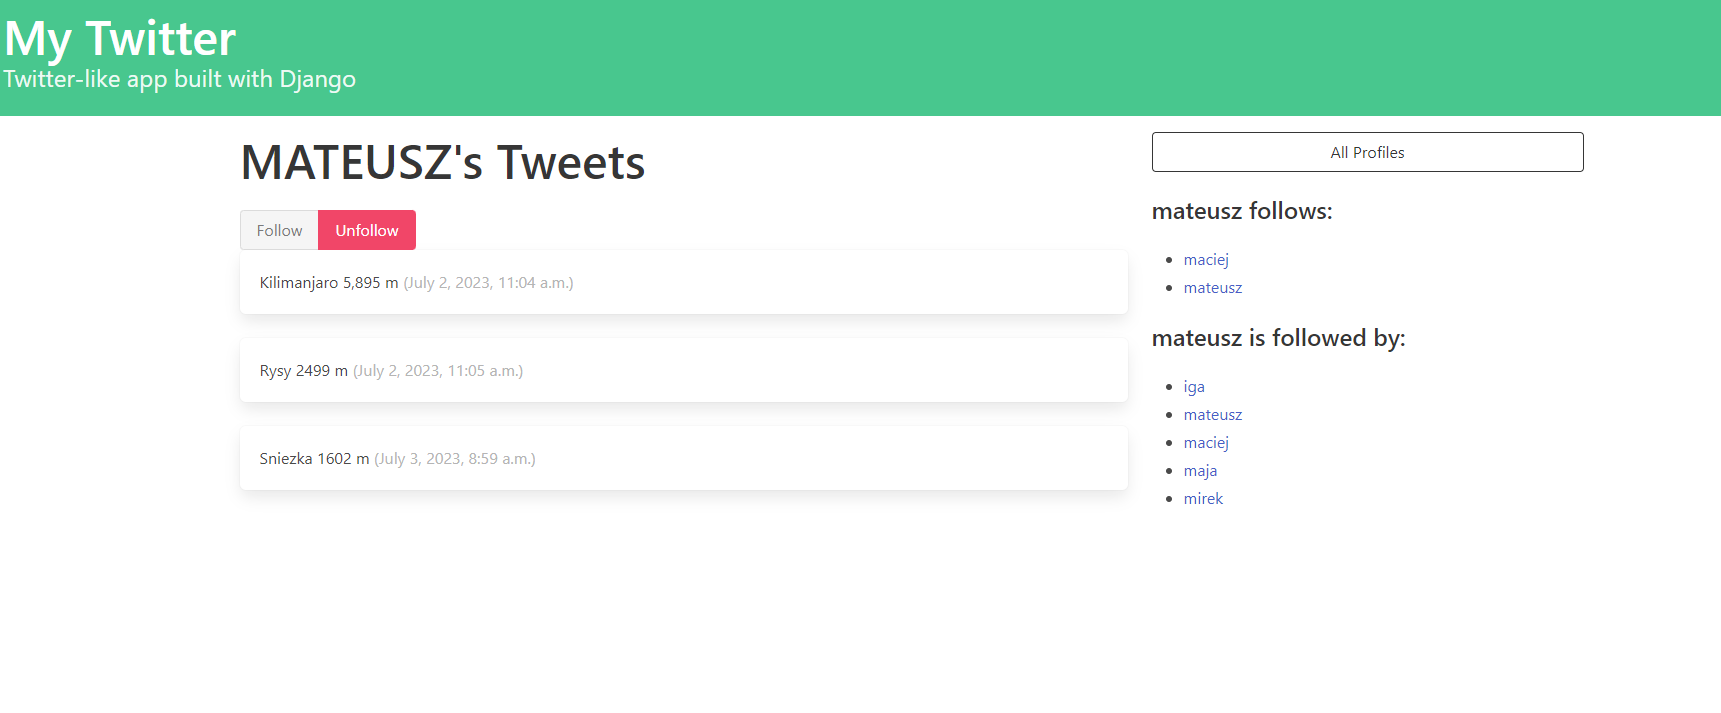 My Twitter
Twitter-like app built with Django
MATEUSZ's Tweets
Follow Unfollow
Kilimanjaro 5,895 m (July 2, 2023, 11:04 a.m.)
Rysy 2499 m (July 2, 2023, 11:05 a.m.)
Sniezka 1602 m (July 3, 2023, 8:59 a.m.)
All Profiles
mateusz follows:
maciej
mateusz
mateusz is followed by:
iga
mateusz
maciej
maja
mirek